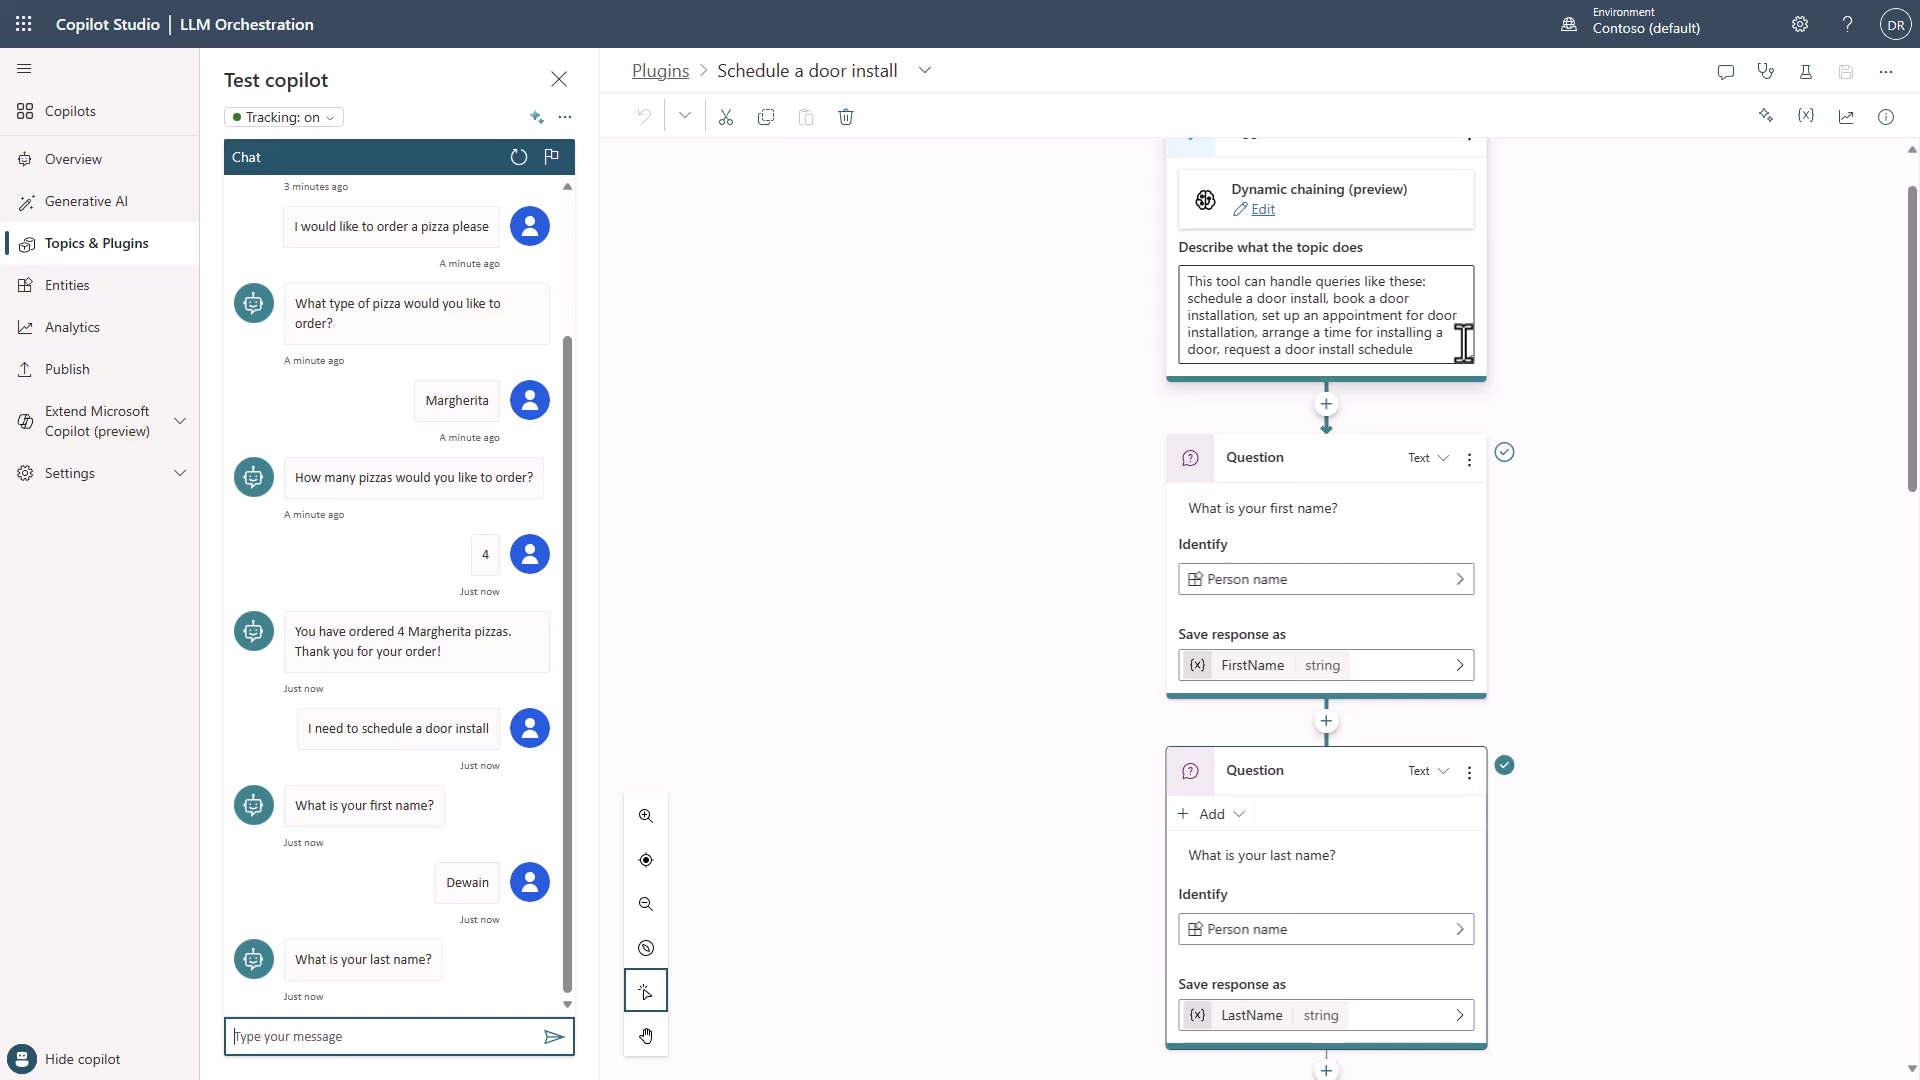 Copilot Studio | LLM Orchestration
Environment
Contoso (default)
DR
Copilots
Overview
Generative AI
Topics & Plugins
Entities
Analytics
Publish
Extend Microsoft
Copilot (preview)
Settings
Hide copilot
Test copilot
Tracking: on
Chat
3 minutes ago
I would like to order a pizza please
A minute ago
What type of pizza would you like to
order?
A minute ago
Margherita
A minute ago
How many pizzas would you like to order?
A minute ago
4
Just now
You have ordered 4 Margherita pizzas.
Thank you for your order!
Just now
I need to schedule a door install
Just now
What is your first name?
Just now
Dewain
Just now
What is your last name?
Just now
Type your message
Plugins > Schedule a door install
Dynamic chaining (preview)
Edit
Describe what the topic does
This tool can handle queries like these:
schedule a door install, book a door
installation, set up an appointment for door
installation, arrange a time for installing a
door, request a door install schedule
Question
Text
What is your first name?
Identify
Person name
Save response as
{x} FirstName string
Question
Text
+ Add
What is your last name?
Identify
Person name
Save response as
{x} LastName string